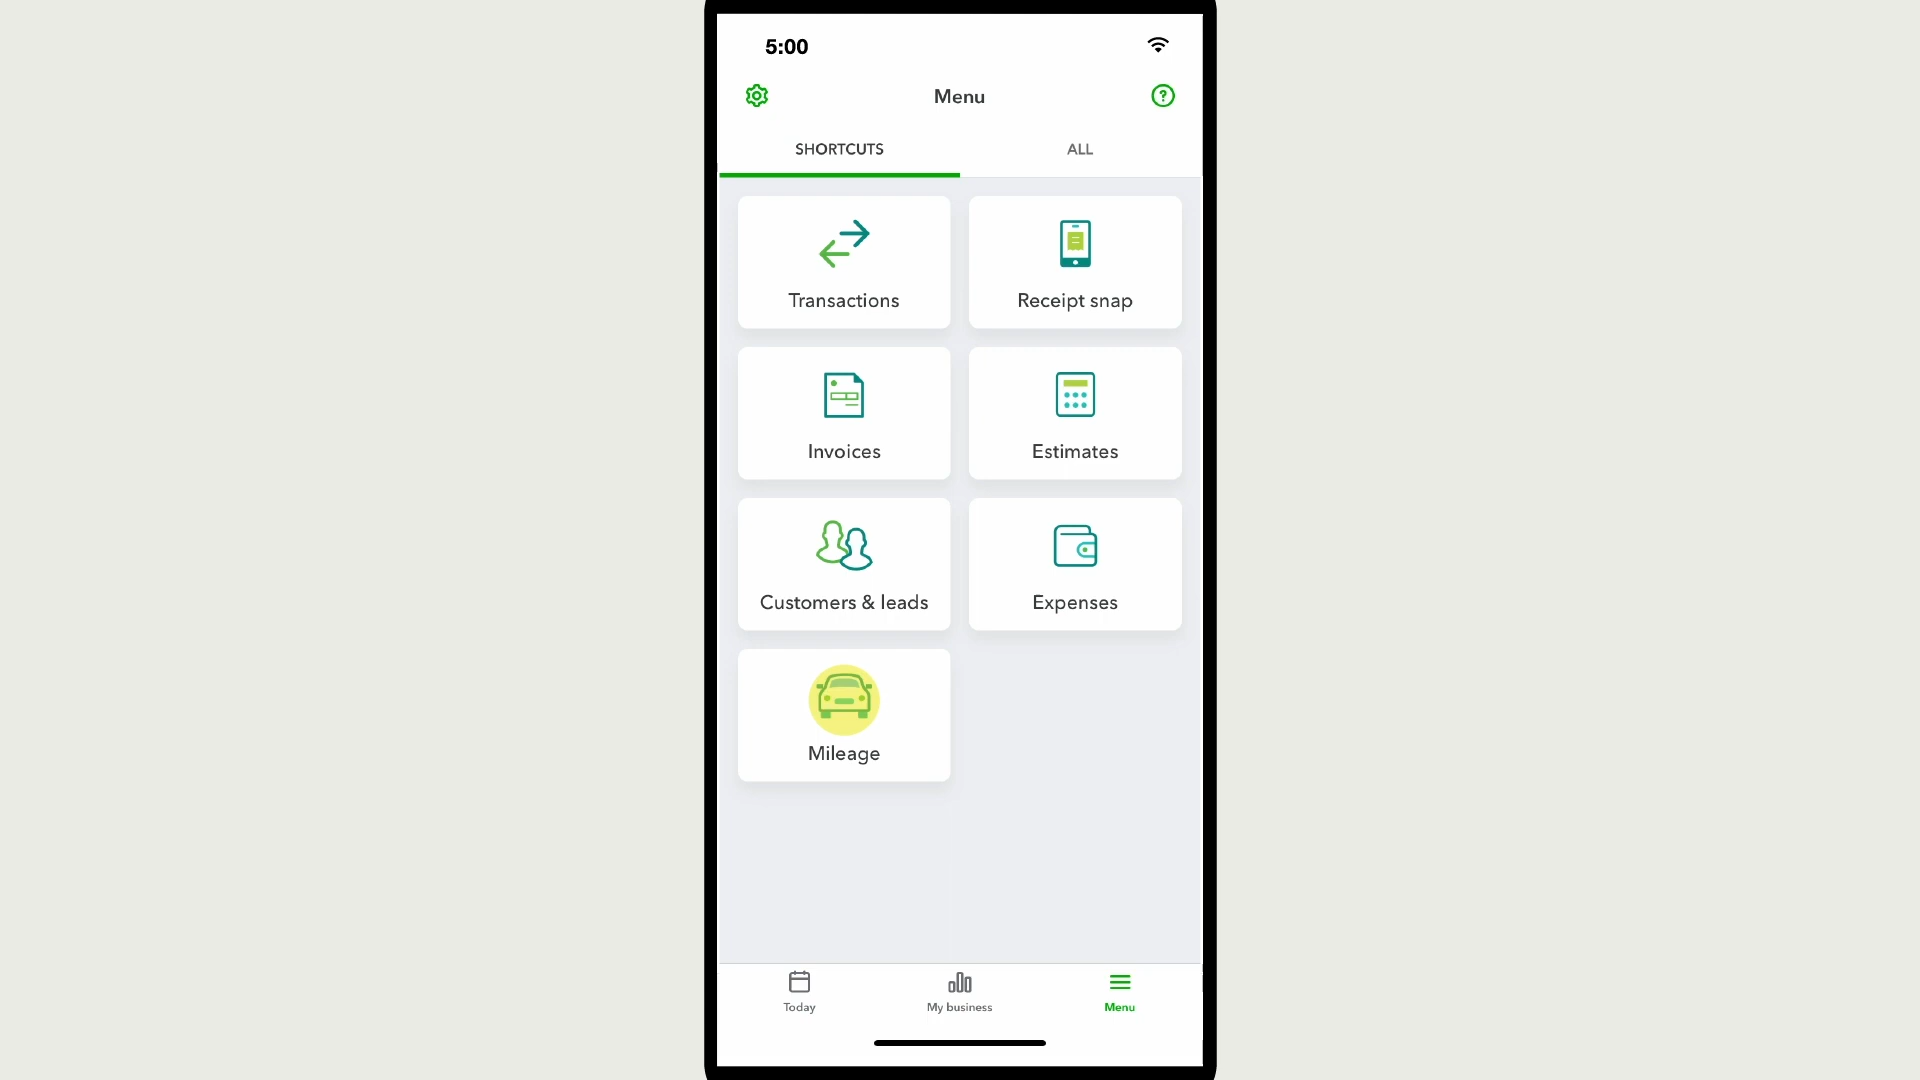 5:00
Menu
SHORTCUTS
ALL
Transactions
Receipt snap
Invoices
Estimates
Customers & leads
Expenses
Mileage
Today
My business
Menu